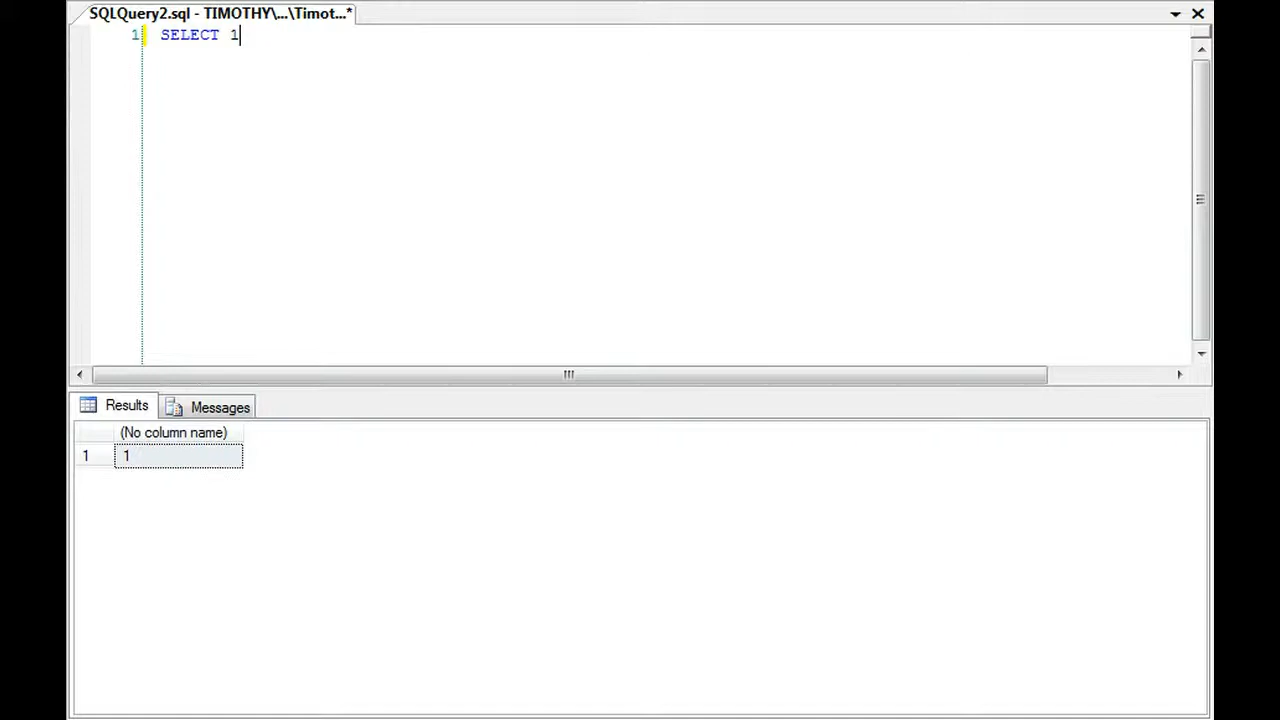 SQLQuery2.sql - TIMOTHY\...\Timot...*
1 SELECT 1
Results Messages
(No column name)
1 1